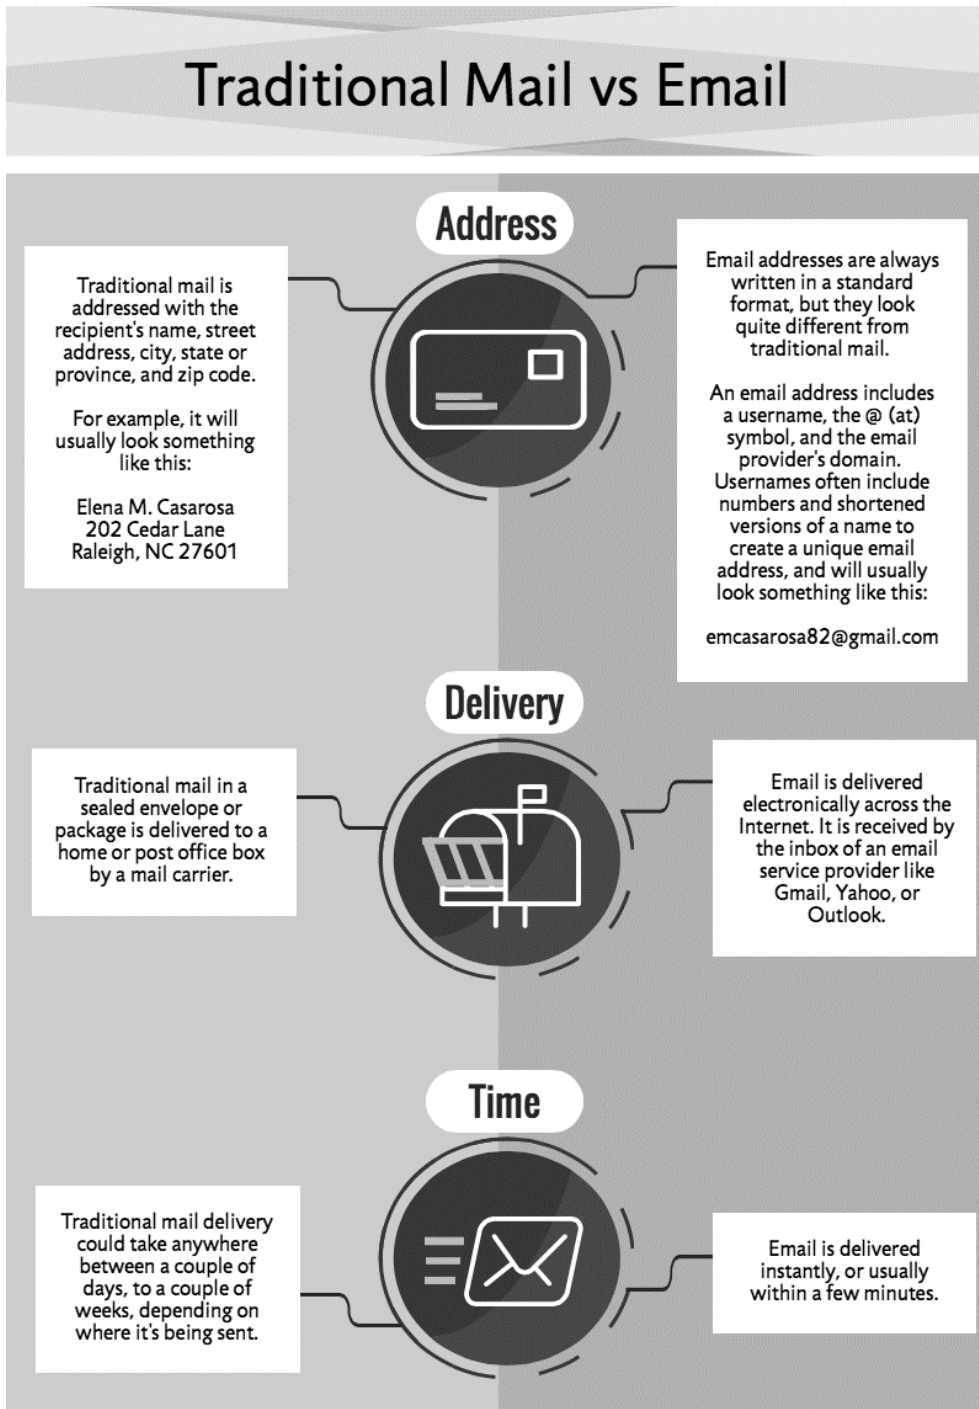 Traditional Mail vs Email
Address
Traditional mail is
addressed with the
recipient's name, street
address, city, state or
province, and zip code.
For example, it will
usually look something
like this:
Elena M. Casarosa
202 Cedar Lane
Raleigh, NC 27601
Email addresses are always
written in a standard
format, but they look
quite different from
traditional mail.
An email address includes
a username, the @ (at)
symbol, and the email
provider's domain.
Usernames often include
numbers and shortened
versions of a name to
create a unique email
address, and will usually
look something like this:
emcasarosa82@gmail.com
Delivery
Traditional mail in a
sealed envelope or
package is delivered to a
home or post office box
by a mail carrier.
Email is delivered
electronically across the
Internet. It is received by
the inbox of an email
service provider like
Gmail, Yahoo, or
Outlook.
Time
Traditional mail delivery
could take anywhere
between a couple of
days, to a couple of
weeks, depending on
where it's being sent.
Email is delivered
instantly, or usually
within a few minutes.